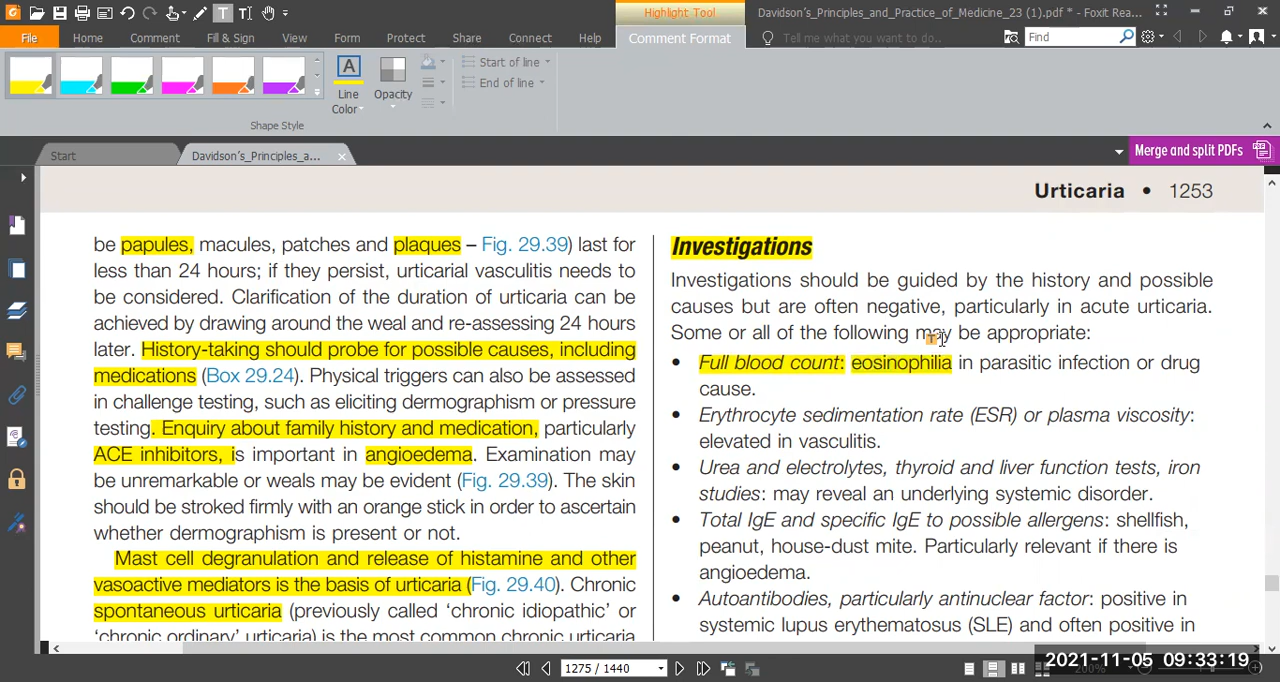 Highlight Tool
Davidson's_Principles_and_Practice_of_Medicine_23 (1).pdf * - Foxit Rea...
File Home Comment Fill & Sign View Form Protect Share Connect Help Comment Format Tell me what you want to do.. Find
Line Color
Opacity
Start of line
End of line
Shape Style
Start
Davidson's_Principles_a...
Merge and split PDFs
Urticaria • 1253
be papules, macules, patches and plaques – Fig. 29.39) last for
less than 24 hours; if they persist, urticarial vasculitis needs to
be considered. Clarification of the duration of urticaria can be
achieved by drawing around the weal and re-assessing 24 hours
later. History-taking should probe for possible causes, including
medications (Box 29.24). Physical triggers can also be assessed
in challenge testing, such as eliciting dermographism or pressure
testing. Enquiry about family history and medication, particularly
ACE inhibitors, is important in angioedema. Examination may
be unremarkable or weals may be evident (Fig. 29.39). The skin
should be stroked firmly with an orange stick in order to ascertain
whether dermographism is present or not.
Mast cell degranulation and release of histamine and other
vasoactive mediators is the basis of urticaria (Fig. 29.40). Chronic
spontaneous urticaria (previously called 'chronic idiopathic' or
'chronic ordinary' urticaria) is the most common chronic urticaria
Investigations
Investigations should be guided by the history and possible
causes but are often negative, particularly in acute urticaria.
Some or all of the following may be appropriate:
• Full blood count: eosinophilia in parasitic infection or drug
cause.
• Erythrocyte sedimentation rate (ESR) or plasma viscosity:
elevated in vasculitis.
• Urea and electrolytes, thyroid and liver function tests, iron
studies: may reveal an underlying systemic disorder.
• Total IgE and specific IgE to possible allergens: shellfish,
peanut, house-dust mite. Particularly relevant if there is
angioedema.
• Autoantibodies, particularly antinuclear factor: positive in
systemic lupus erythematosus (SLE) and often positive in
1275 / 1440
200%
2021-11-05 09:33:19